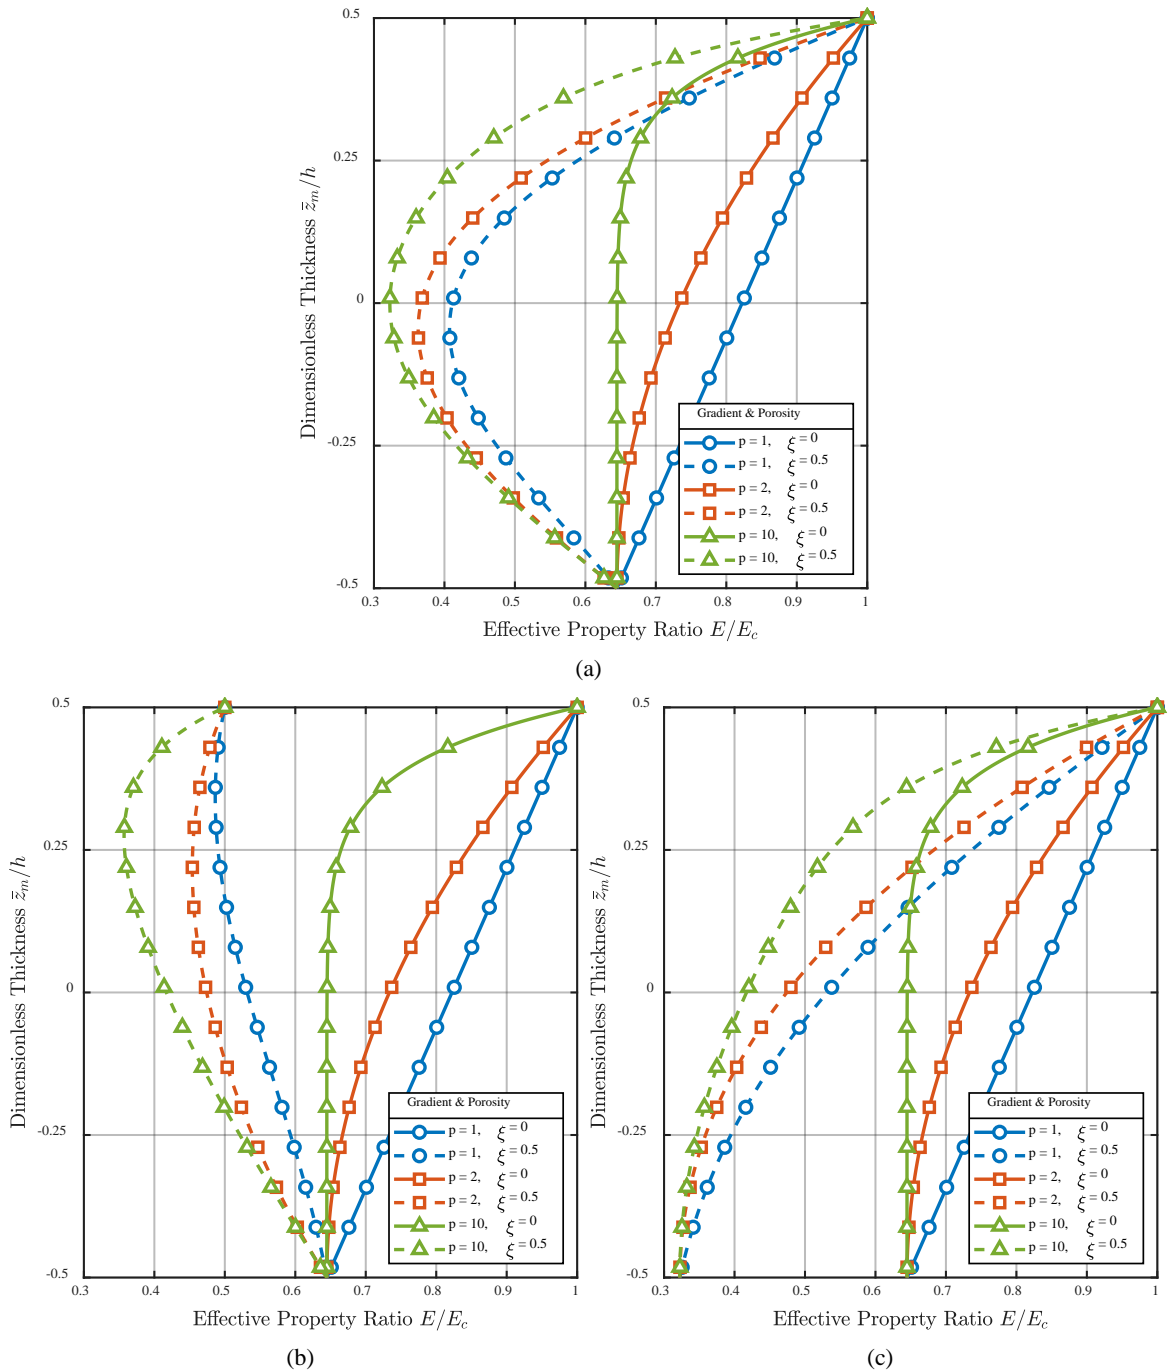 0.5
0.25
0
-0.25
-0.5
Dimensionless Thickness z̄_m/h
Gradient & Porosity
p = 1, ξ = 0
p = 1, ξ = 0.5
p = 2, ξ = 0
p = 2, ξ = 0.5
p = 10, ξ = 0
p = 10, ξ = 0.5
0.3 0.4 0.5 0.6 0.7 0.8 0.9 1
Effective Property Ratio E/E_c
(a)
0.5
0.25
0
-0.25
-0.5
Dimensionless Thickness z̄_m/h
Gradient & Porosity
p = 1, ξ = 0
p = 1, ξ = 0.5
p = 2, ξ = 0
p = 2, ξ = 0.5
p = 10, ξ = 0
p = 10, ξ = 0.5
0.3 0.4 0.5 0.6 0.7 0.8 0.9 1
Effective Property Ratio E/E_c
(b)
0.5
0.25
0
-0.25
-0.5
Dimensionless Thickness z̄_m/h
Gradient & Porosity
p = 1, ξ = 0
p = 1, ξ = 0.5
p = 2, ξ = 0
p = 2, ξ = 0.5
p = 10, ξ = 0
p = 10, ξ = 0.5
0.3 0.4 0.5 0.6 0.7 0.8 0.9 1
Effective Property Ratio E/E_c
(c)